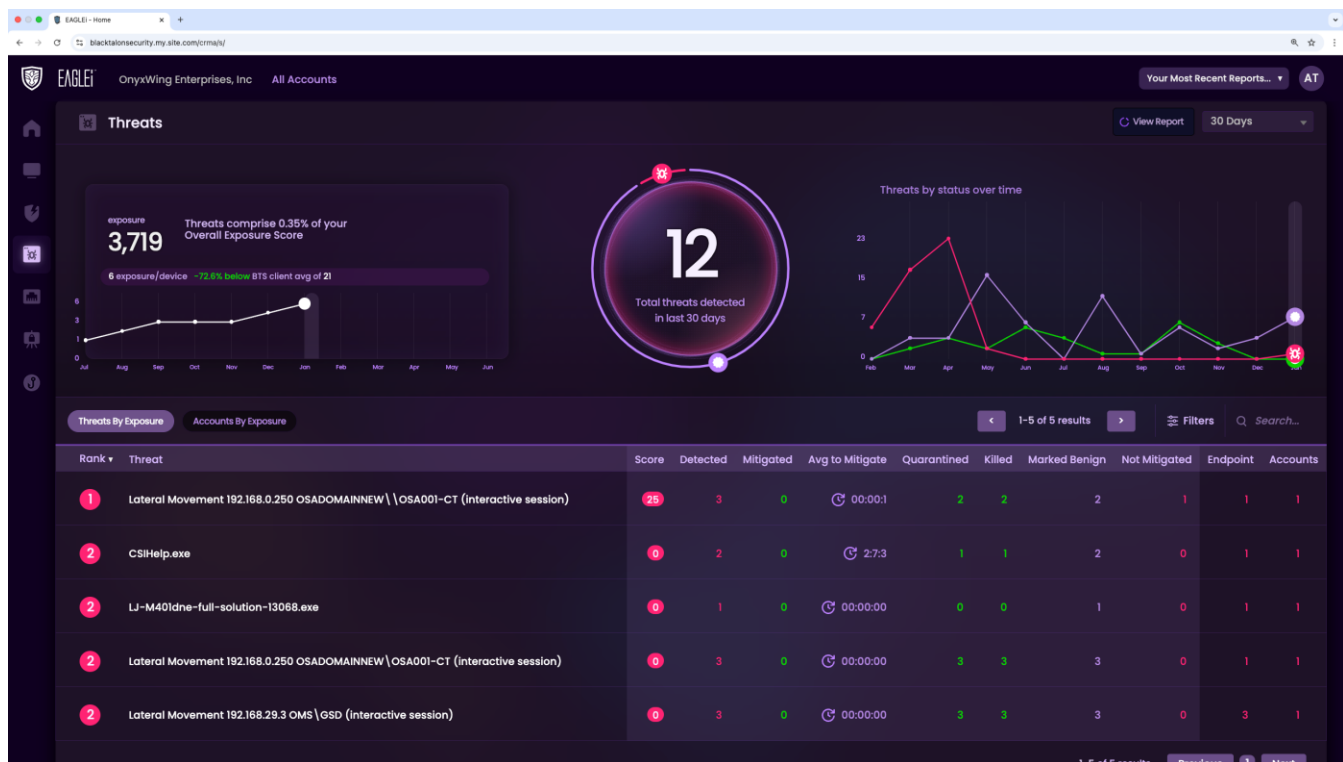 EAGLEi - Home
blacktalonsecurity.my.site.com/crma/s/
EAGLEi OnyxWing Enterprises, Inc All Accounts Your Most Recent Reports... AT
Threats View Report 30 Days
exposure
3,719
Threats comprise 0.35% of your
Overall Exposure Score
6 exposure/device -72.6% below BTS client avg of 21
6
3
1
0
Jul Aug Sep Oct Nov Dec Jan Feb Mar Apr May Jun
12
Total threats detected
in last 30 days
Threats by status over time
23
15
7
0
Feb Mar Apr May Jun Jul Aug Sep Oct Nov Dec
Threats By Exposure Accounts By Exposure 1-5 of 5 results Filters Search...
Rank Threat Score Detected Mitigated Avg to Mitigate Quarantined Killed Marked Benign Not Mitigated Endpoint Accounts
1 Lateral Movement 192.168.0.250 OSADOMAINNEW\\OSA001-CT (interactive session) 25 3 0 00:00:1 2 2 2 1 1 1
2 CSIHelp.exe 0 2 0 2:7:3 1 1 2 0 1 1
2 LJ-M401dne-full-solution-13068.exe 0 1 0 00:00:00 0 0 1 0 1 1
2 Lateral Movement 192.168.0.250 OSADOMAINNEW\OSA001-CT (interactive session) 0 3 0 00:00:00 3 3 3 0 1 1
2 Lateral Movement 192.168.29.3 OMS\GSD (interactive session) 0 3 0 00:00:00 3 3 3 0 3 1
1-5 of 5 results Previous 1 Next